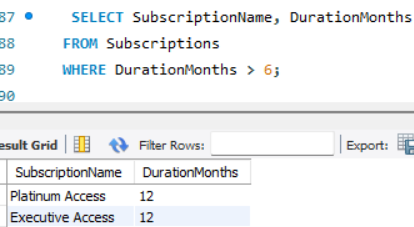 87 SELECT SubscriptionName, DurationMonths
88 FROM Subscriptions
89 WHERE DurationMonths > 6;
90
Result Grid Filter Rows: Export:
SubscriptionName DurationMonths
Platinum Access 12
Executive Access 12